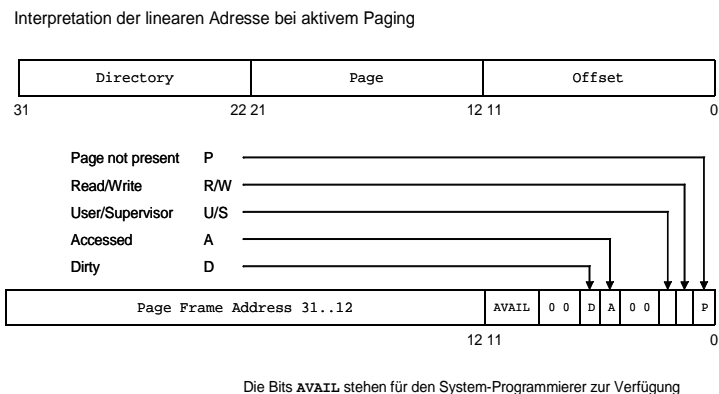 Interpretation der linearen Adresse bei aktivem Paging
Directory Page Offset
31 22 21 12 11 0
Page not present P
Read/Write R/W
User/Supervisor U/S
Accessed A
Dirty D
Page Frame Address 31..12 AVAIL 0 0 D A 0 0 P
12 11 0
Die Bits AVAIL stehen für den System-Programmierer zur Verfügung